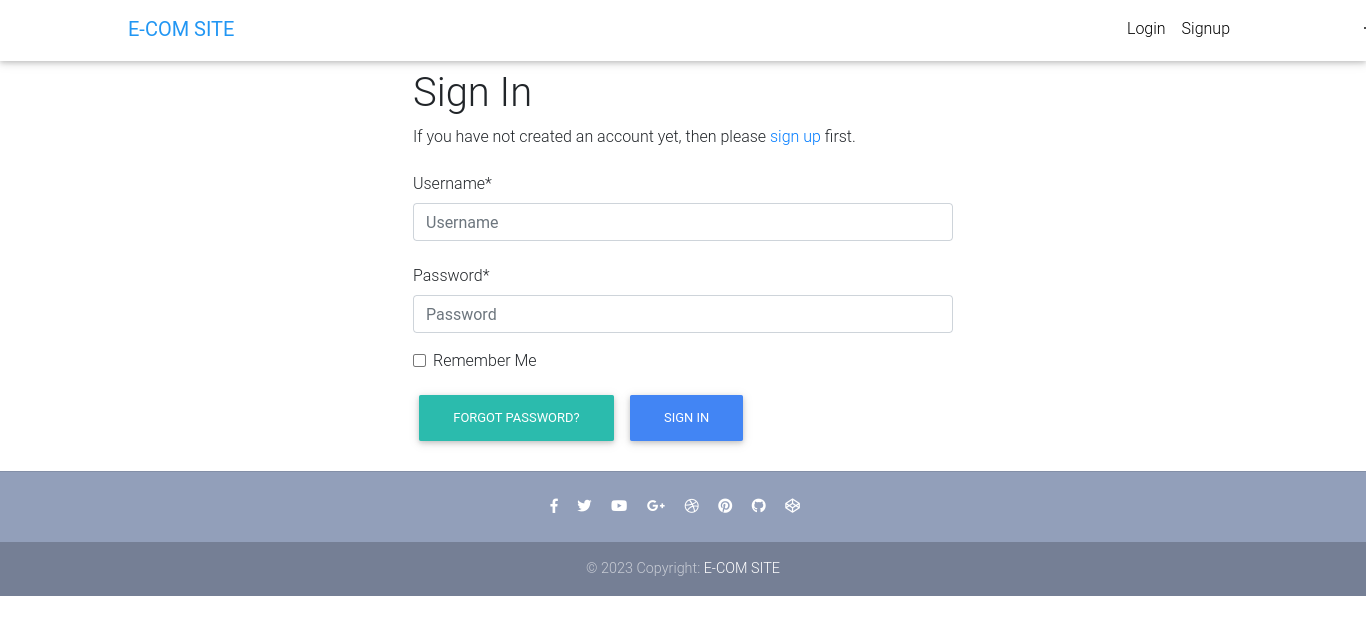 E-COM SITE
Login Signup
Sign In
If you have not created an account yet, then please sign up first.
Username*
Username
Password*
Password
Remember Me
FORGOT PASSWORD? SIGN IN
© 2023 Copyright: E-COM SITE